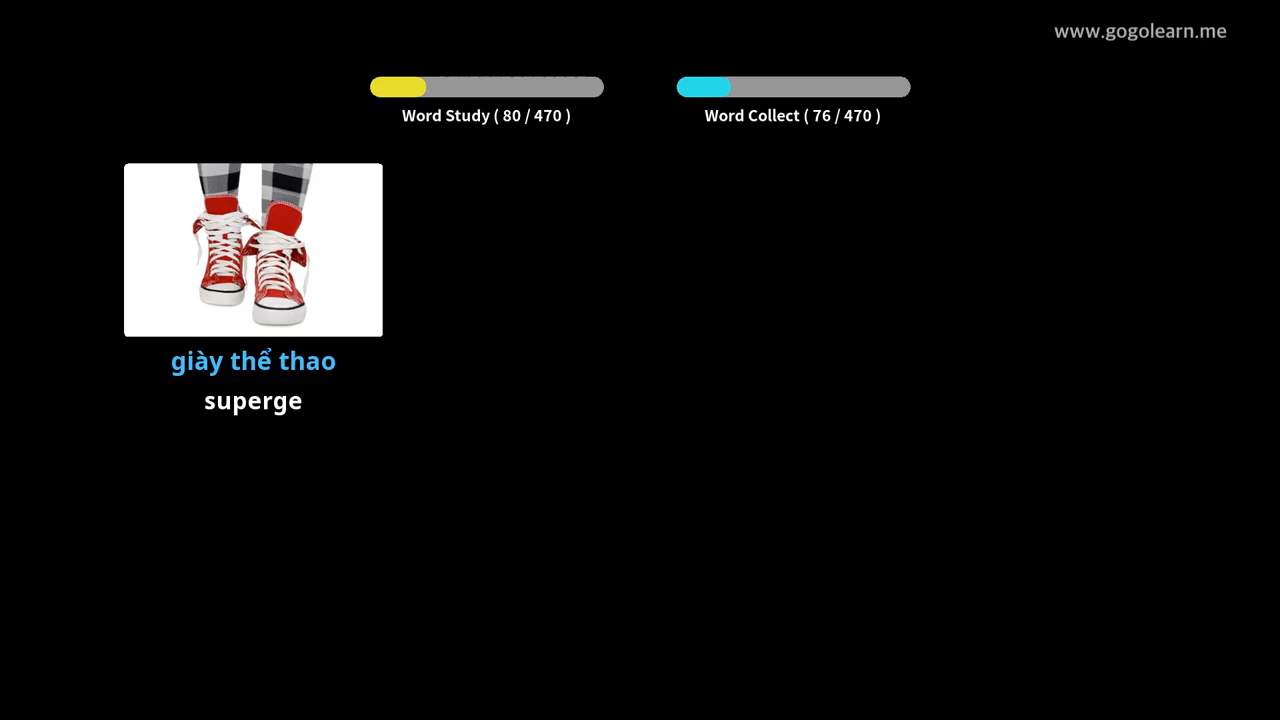 www.gogolearn.me
Word Study ( 80 / 470 )
Word Collect ( 76 / 470 )
giày thể thao
superge